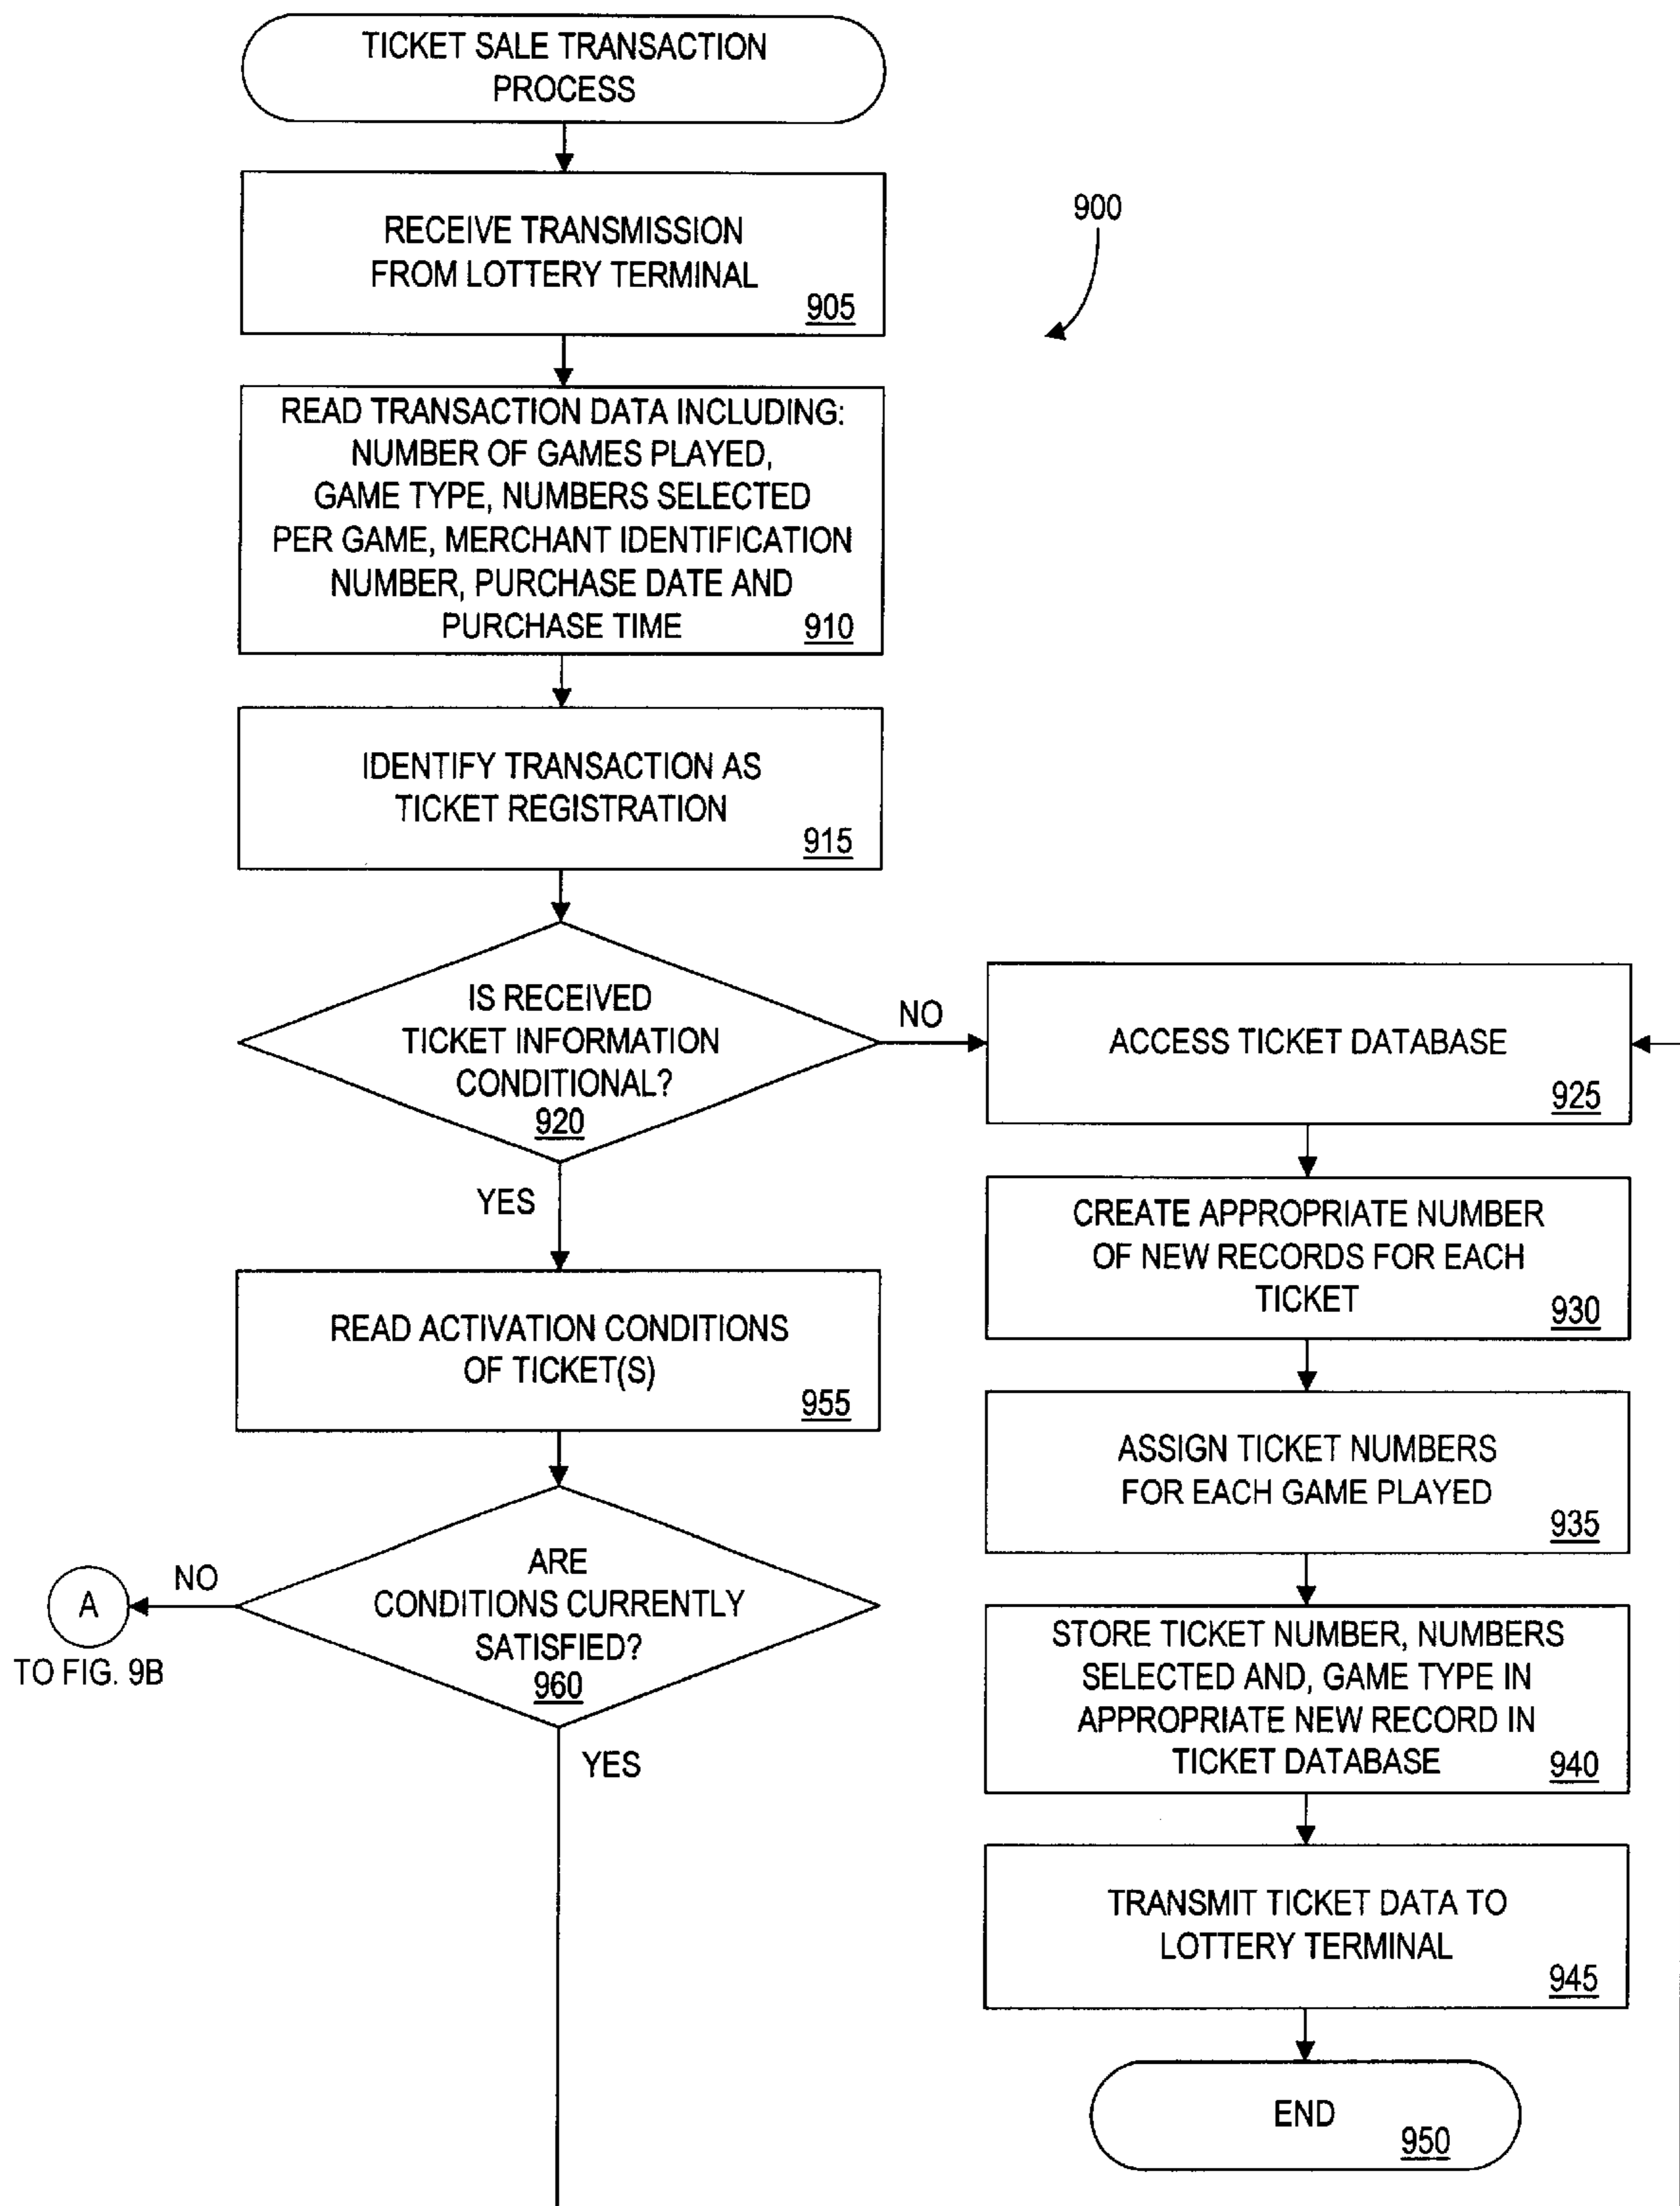 TICKET SALE TRANSACTION
PROCESS
RECEIVE TRANSMISSION
FROM LOTTERY TERMINAL
905
900
READ TRANSACTION DATA INCLUDING:
NUMBER OF GAMES PLAYED,
GAME TYPE, NUMBERS SELECTED
PER GAME, MERCHANT IDENTIFICATION
NUMBER, PURCHASE DATE AND
PURCHASE TIME 910
IDENTIFY TRANSACTION AS
TICKET REGISTRATION
915
IS RECEIVED
TICKET INFORMATION
CONDITIONAL?
920
NO
YES
ACCESS TICKET DATABASE
925
CREATE APPROPRIATE NUMBER
OF NEW RECORDS FOR EACH
TICKET 930
READ ACTIVATION CONDITIONS
OF TICKET(S)
955
ASSIGN TICKET NUMBERS
FOR EACH GAME PLAYED
935
ARE
CONDITIONS CURRENTLY
SATISFIED?
960
NO
A
TO FIG. 9B
YES
STORE TICKET NUMBER, NUMBERS
SELECTED AND, GAME TYPE IN
APPROPRIATE NEW RECORD IN
TICKET DATABASE 940
TRANSMIT TICKET DATA TO
LOTTERY TERMINAL
945
END
950